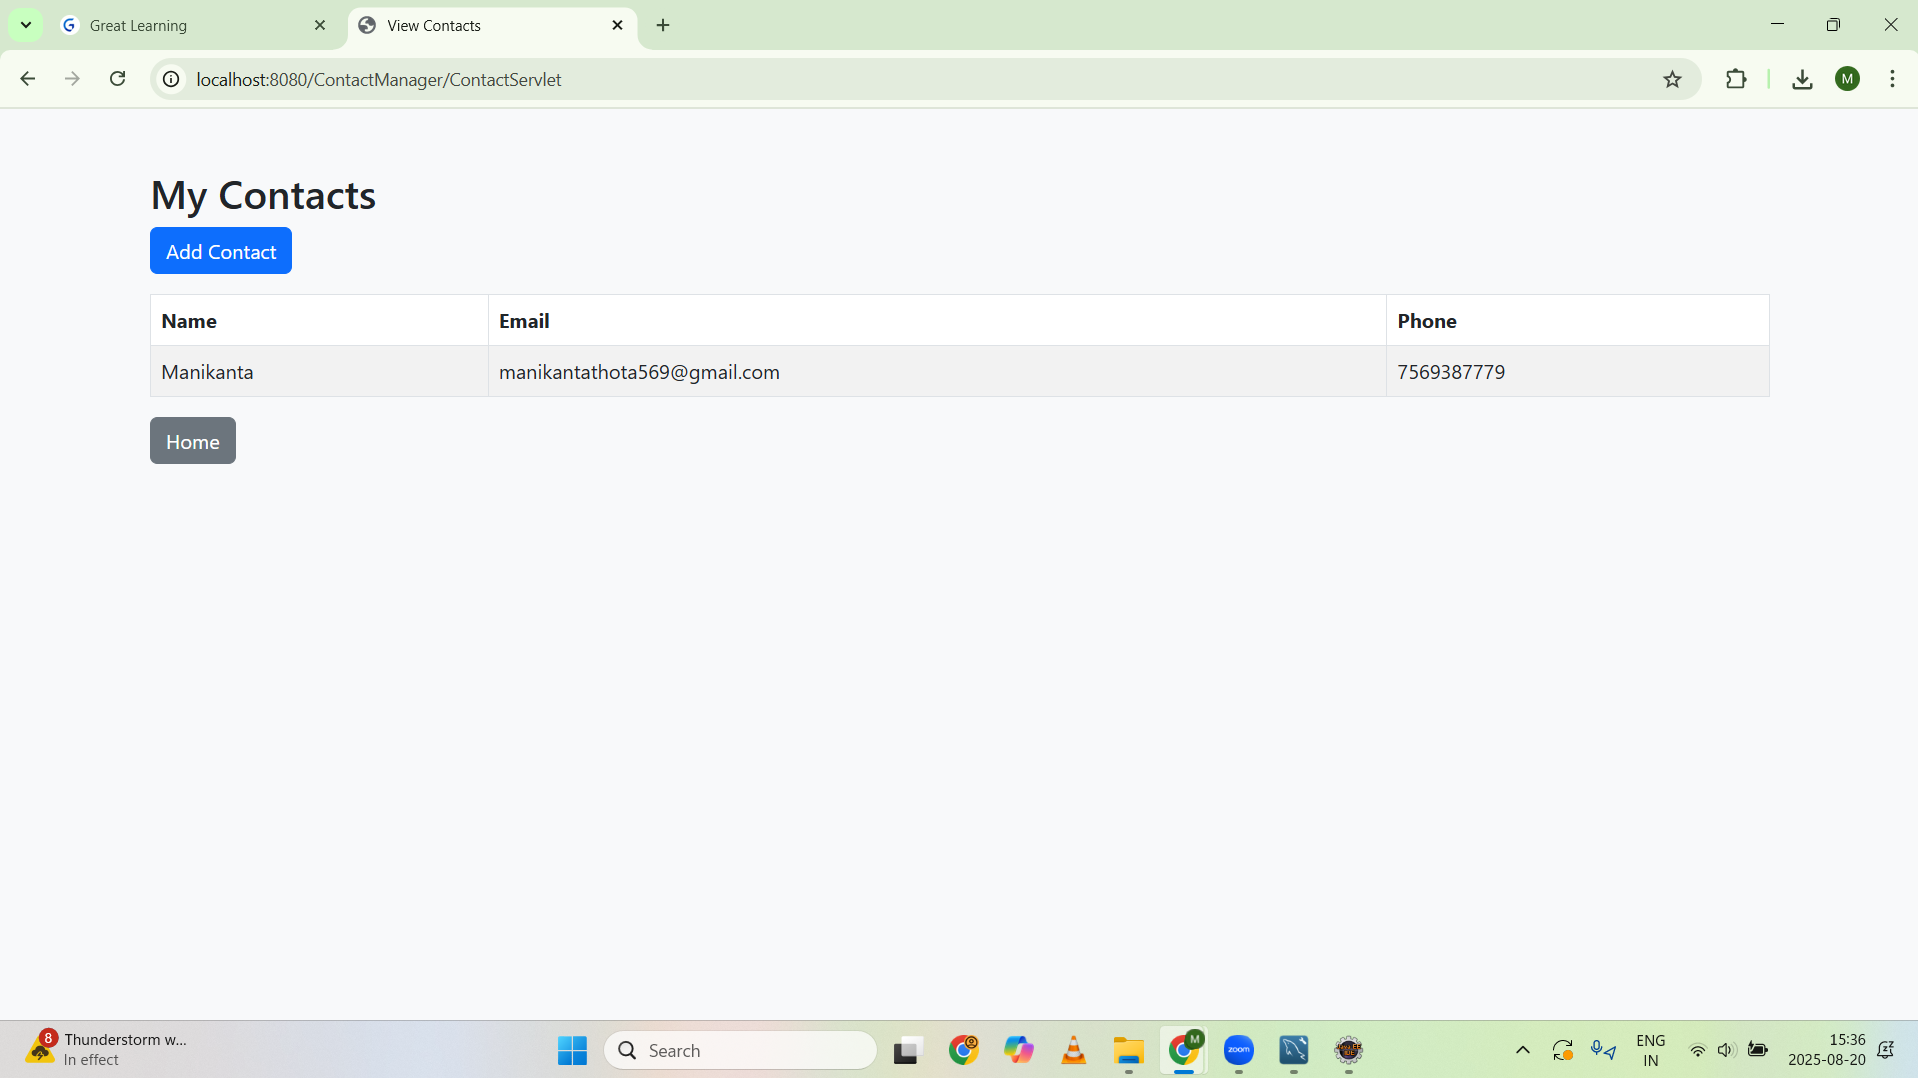 Great Learning
View Contacts
localhost:8080/ContactManager/ContactServlet
M
My Contacts
Add Contact
Name Email Phone
Manikanta manikantathota569@gmail.com 7569387779
Home
8
Thunderstorm w...
In effect
Search
M
zoom
ENG
IN
15:36
2025-08-20